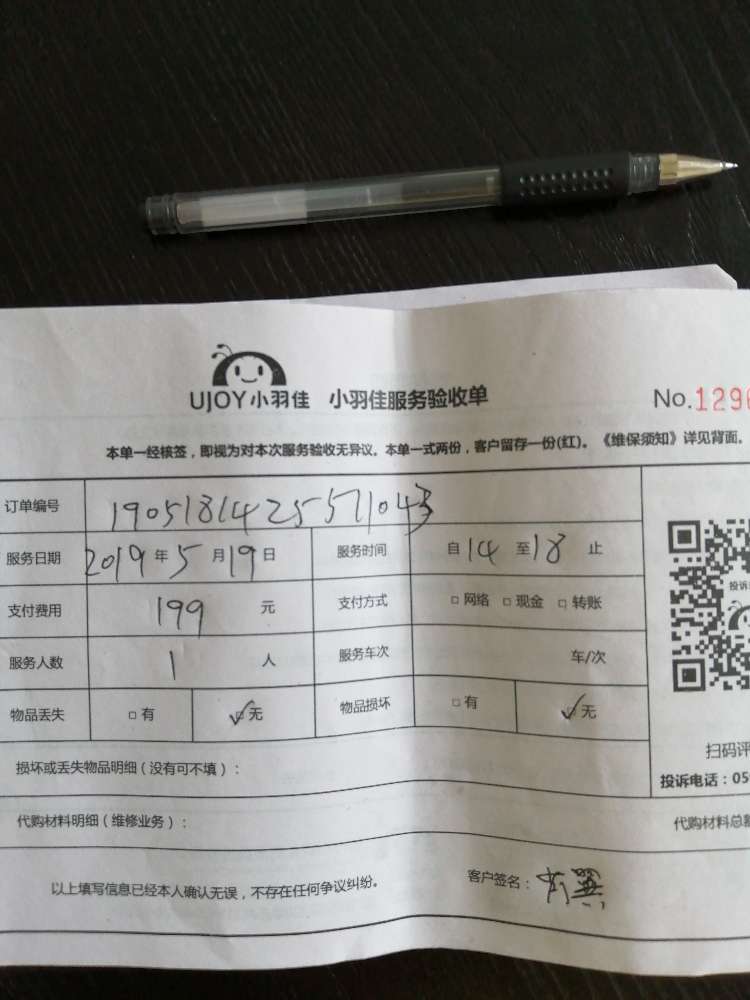 UJOY小羽佳 小羽佳服务验收单 No.129
本单一经核签，即视为对本次服务验收无异议。本单一式两份，客户留存一份(红)。《维保须知》详见背面。
订单编号 1905181425571043
服务日期 2019年5月19日 服务时间 自14至18止
支付费用 199 元 支付方式 □网络 □现金 □转账
服务人数 1 人 服务车次 车/次
物品丢失 □有 ☑无 物品损坏 □有 ☑无
扫码评
损坏或丢失物品明细（没有可不填）： 投诉电话：05
代购材料明细（维修业务）： 代购材料总额
以上填写信息已经本人确认无误，不存在任何争议纠纷。 客户签名：